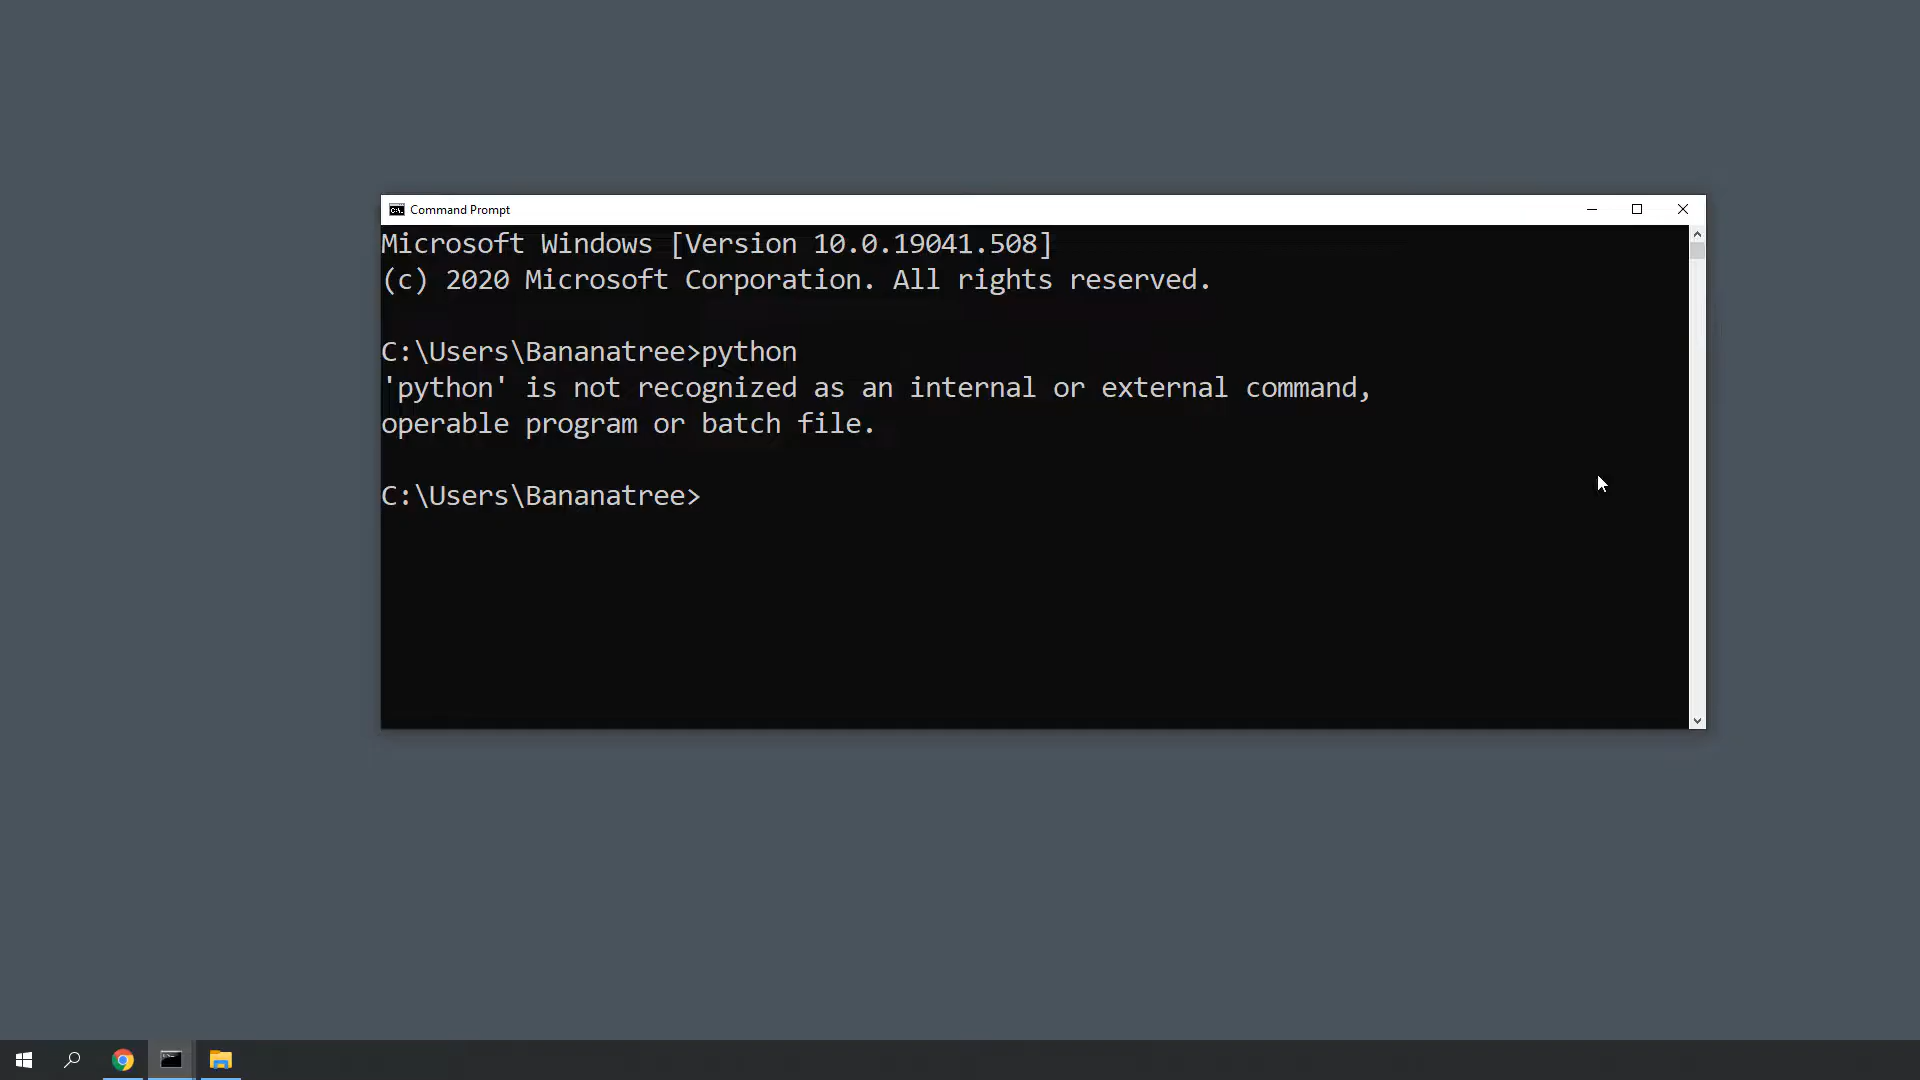 Command Prompt
Microsoft Windows [Version 10.0.19041.508]
(c) 2020 Microsoft Corporation. All rights reserved.
C:\Users\Bananatree>python
'python' is not recognized as an internal or external command,
operable program or batch file.
C:\Users\Bananatree>